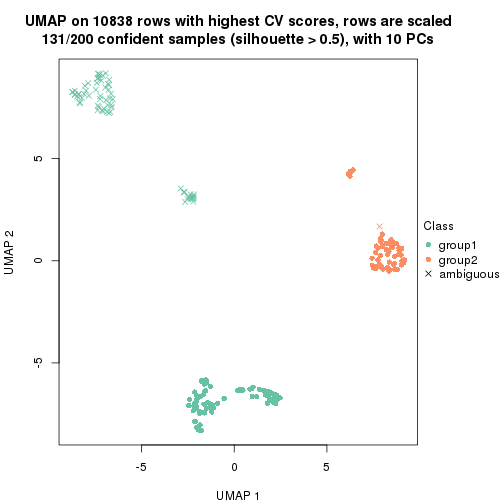 UMAP on 10838 rows with highest CV scores, rows are scaled
131/200 confident samples (silhouette > 0.5), with 10 PCs
5
0
-5
UMAP 2
-5
0
5
UMAP 1
Class
group1
group2
ambiguous